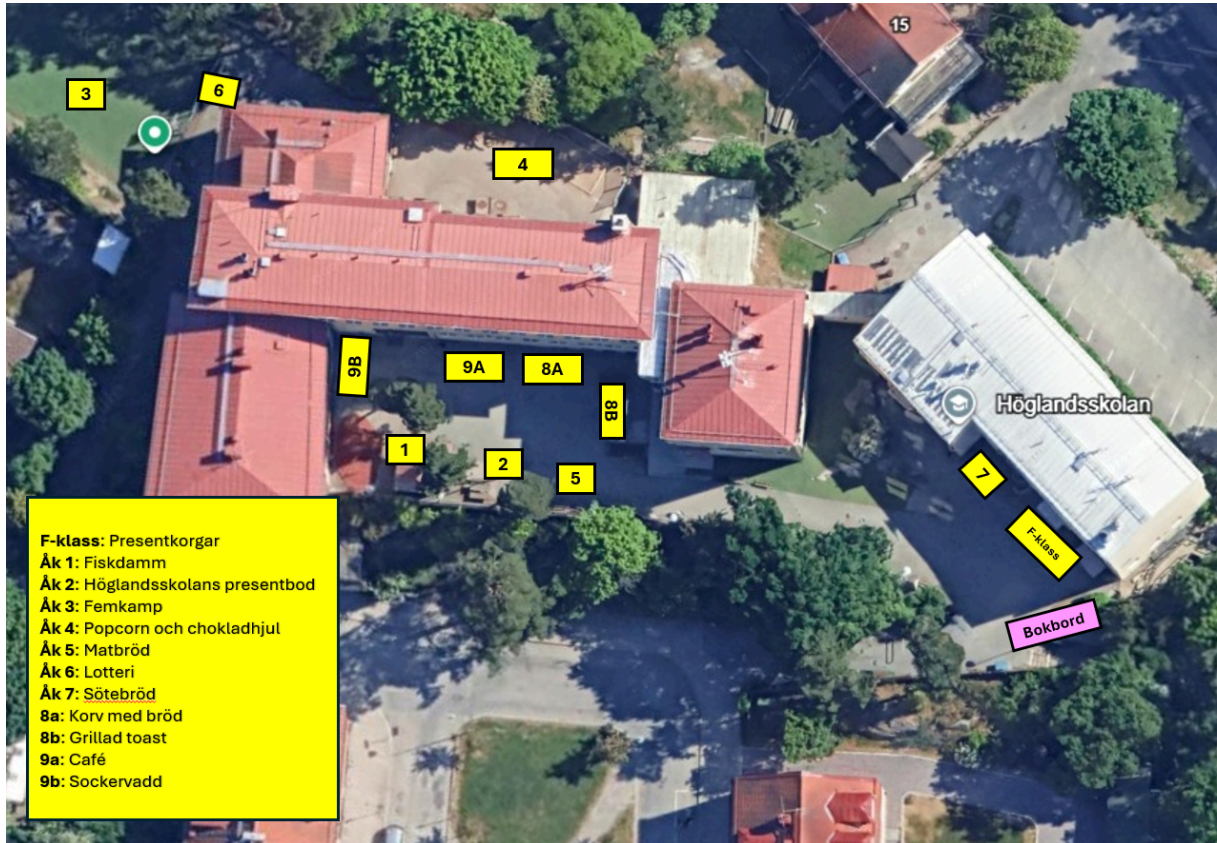 15
3
6
4
9B
9A
8A
8B
Höglandsskolan
1
2
5
7
F-klass
Bokbord
F-klass: Presentkorgar
Åk 1: Fiskdamm
Åk 2: Höglandsskolans presentbod
Åk 3: Femkamp
Åk 4: Popcorn och chokladhjul
Åk 5: Matbröd
Åk 6: Lotteri
Åk 7: Sötebröd
8a: Korv med bröd
8b: Grillad toast
9a: Café
9b: Sockervadd